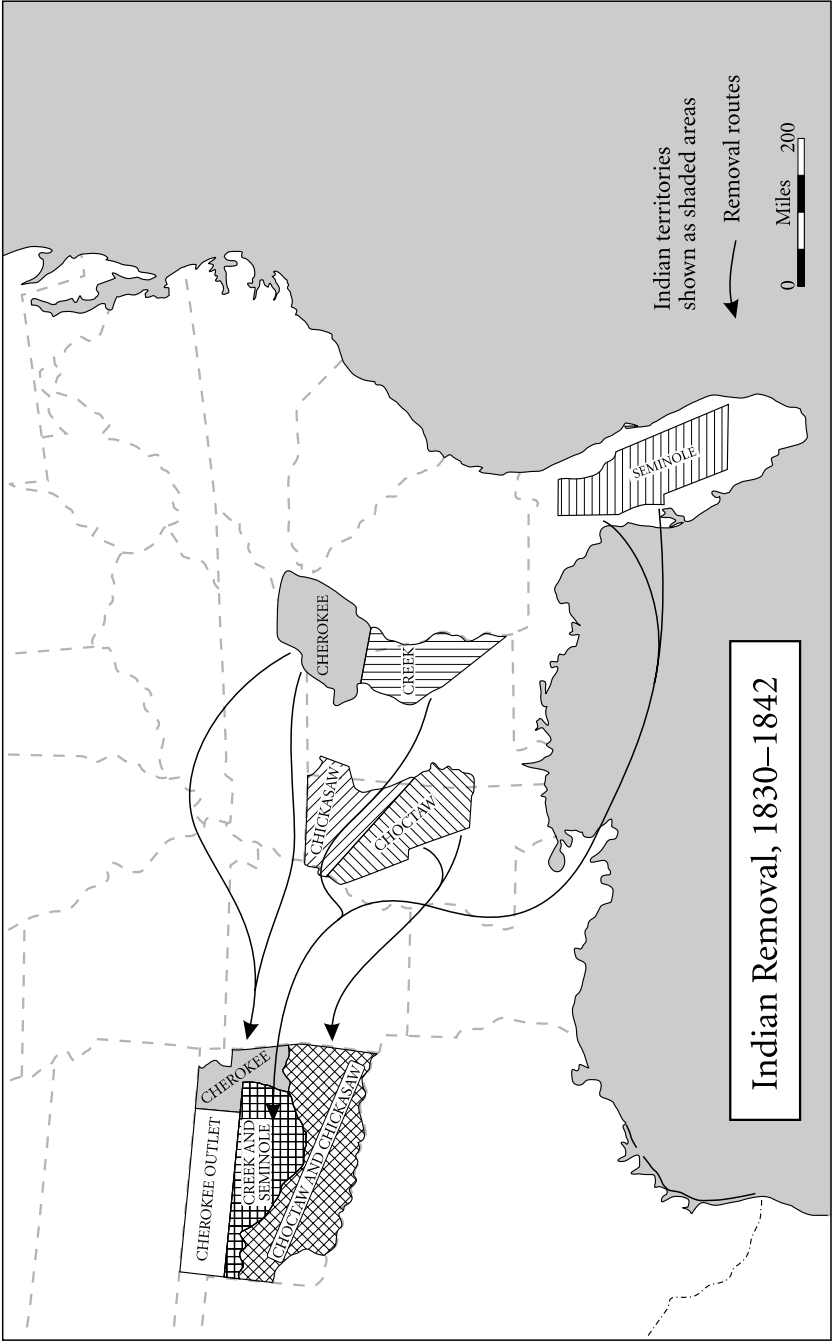 Indian Removal, 1830–1842
CHEROKEE OUTLET
CHEROKEE
CREEK AND
SEMINOLE
CHOCTAW AND CHICKASAW
CHICKASAW
CHOCTAW
CHEROKEE
CREEK
SEMINOLE
Indian territories
shown as shaded areas
Removal routes
0 Miles 200